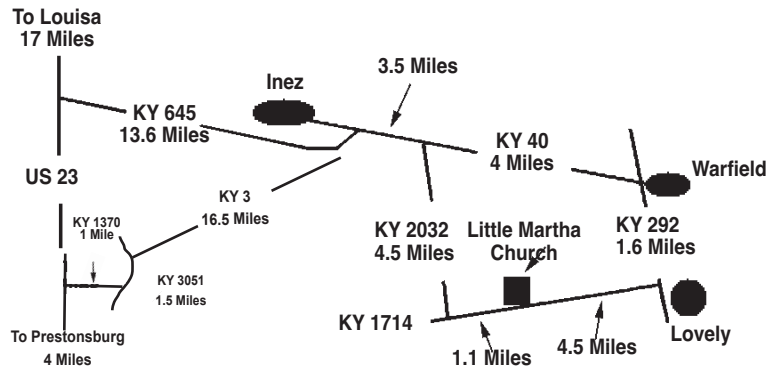 To Louisa
17 Miles
3.5 Miles
Inez
KY 645
13.6 Miles
KY 40
4 Miles
Warfield
US 23
KY 3
16.5 Miles
KY 1370
1 Mile
KY 2032
4.5 Miles
Little Martha
Church
KY 292
1.6 Miles
KY 3051
1.5 Miles
KY 1714
To Prestonsburg
4 Miles
Lovely
4.5 Miles
1.1 Miles